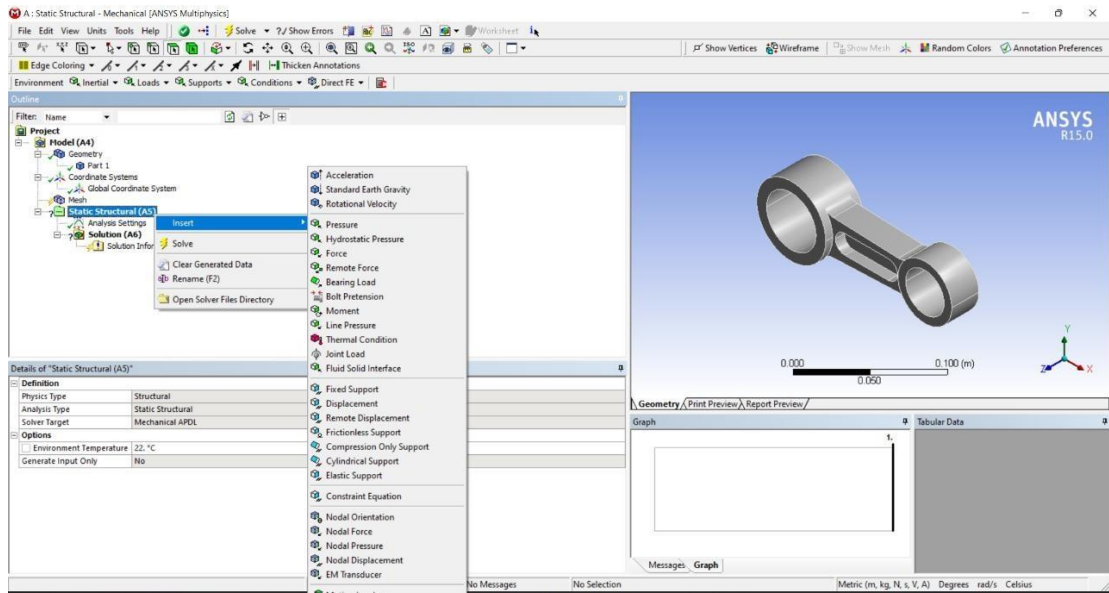 A : Static Structural - Mechanical [ANSYS Multiphysics]
File Edit View Units Tools Help Solve ?/ Show Errors Worksheet
Show Vertices Wireframe Show Mesh Random Colors Annotation Preferences
Edge Coloring Thicken Annotations
Environment Inertial Loads Supports Conditions Direct FE
Outline
Filter: Name
Project
Model (A4)
Geometry
Part 1
Coordinate Systems
Global Coordinate System
Mesh
Static Structural (A5)
Analysis Settings
Solution (A6)
Solution Infor
Insert
Solve
Clear Generated Data
Rename (F2)
Open Solver Files Directory
Acceleration
Standard Earth Gravity
Rotational Velocity
Pressure
Hydrostatic Pressure
Force
Remote Force
Bearing Load
Bolt Pretension
Moment
Line Pressure
Thermal Condition
Joint Load
Fluid Solid Interface
Fixed Support
Displacement
Remote Displacement
Frictionless Support
Compression Only Support
Cylindrical Support
Elastic Support
Constraint Equation
Nodal Orientation
Nodal Force
Nodal Pressure
Nodal Displacement
EM Transducer
Details of "Static Structural (A5)"
Definition
Physics Type Structural
Analysis Type Static Structural
Solver Target Mechanical APDL
Options
Environment Temperature 22. °C
Generate Input Only No
ANSYS
R15.0
Y
Z X
0.000 0.100 (m)
0.050
Geometry Print Preview Report Preview
Graph
1.
Tabular Data
Messages Graph
No Messages No Selection Metric (m, kg, N, s, V, A) Degrees rad/s Celsius